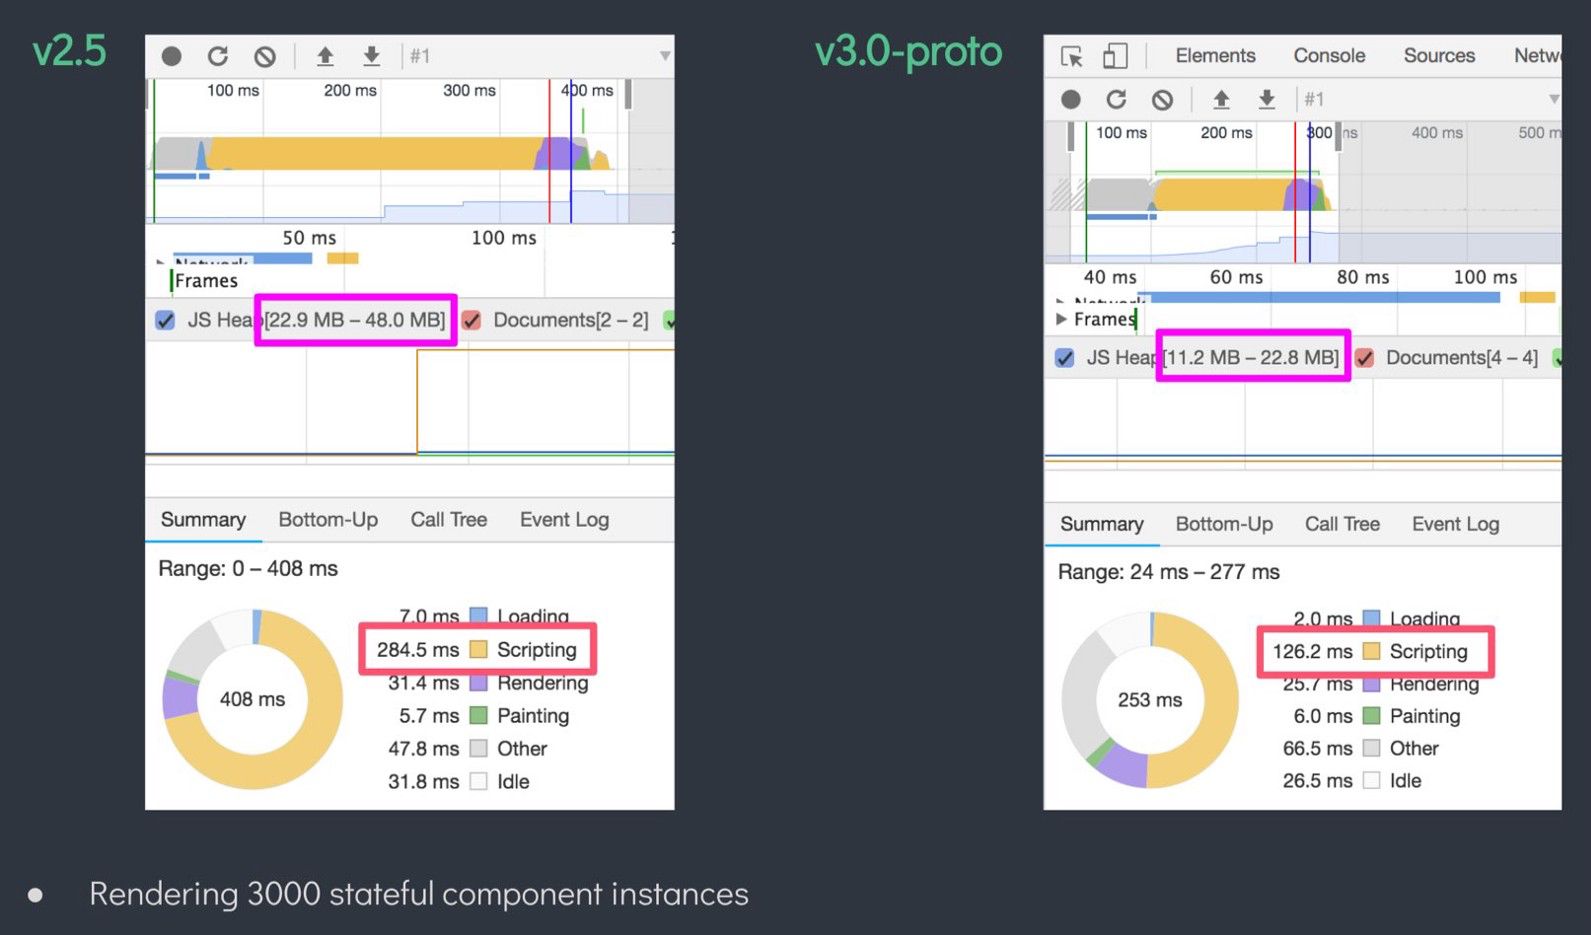 v2.5
#1
100 ms 200 ms 300 ms 400 ms
50 ms 100 ms
Network
Frames
JS Heap[22.9 MB – 48.0 MB] Documents[2 – 2]
Summary Bottom-Up Call Tree Event Log
Range: 0 – 408 ms
408 ms
7.0 ms Loading
284.5 ms Scripting
31.4 ms Rendering
5.7 ms Painting
47.8 ms Other
31.8 ms Idle
v3.0-proto
Elements Console Sources Netw
#1
100 ms 200 ms 300 ms 400 ms 500 m
40 ms 60 ms 80 ms 100 ms
Network
Frames
JS Heap[11.2 MB – 22.8 MB] Documents[4 – 4]
Summary Bottom-Up Call Tree Event Log
Range: 24 ms – 277 ms
253 ms
2.0 ms Loading
126.2 ms Scripting
25.7 ms Rendering
6.0 ms Painting
66.5 ms Other
26.5 ms Idle
● Rendering 3000 stateful component instances